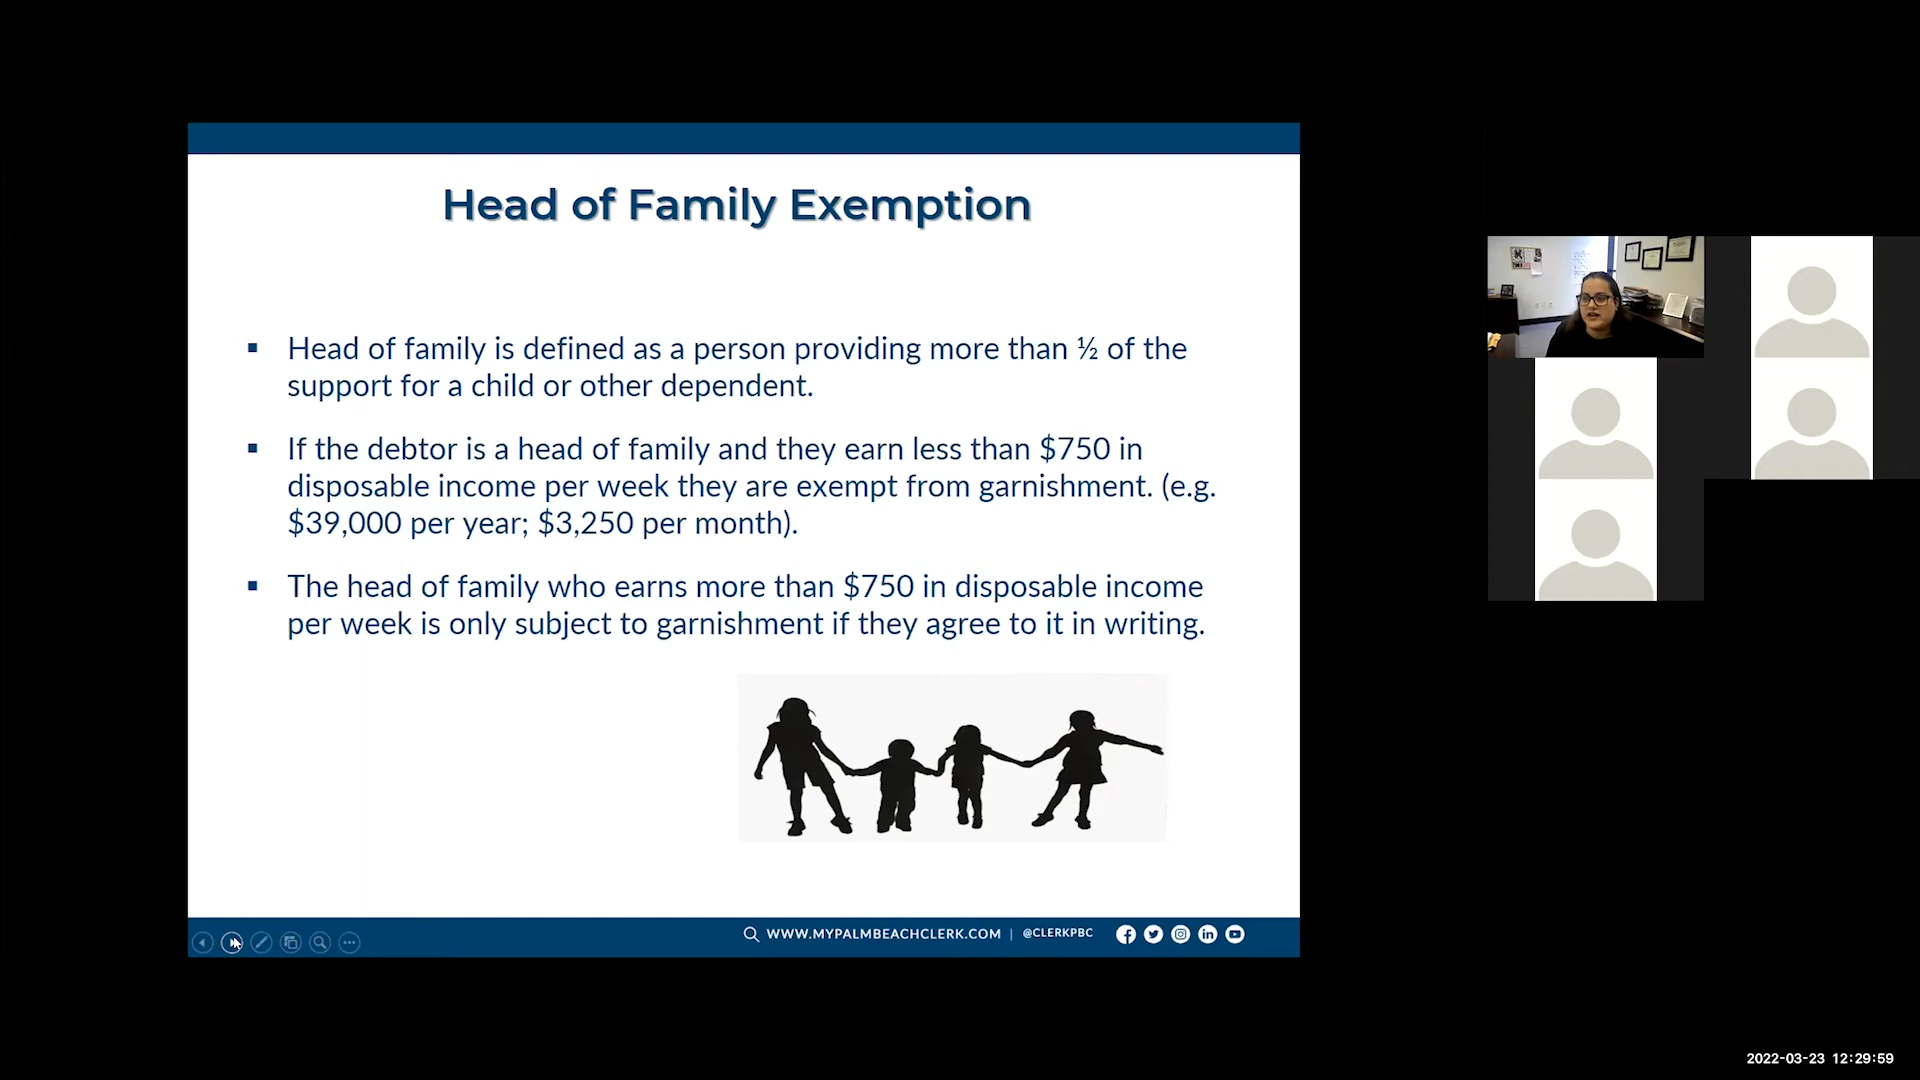 Head of Family Exemption
▪ Head of family is defined as a person providing more than ½ of the
support for a child or other dependent.
▪ If the debtor is a head of family and they earn less than $750 in
disposable income per week they are exempt from garnishment. (e.g.
$39,000 per year; $3,250 per month).
▪ The head of family who earns more than $750 in disposable income
per week is only subject to garnishment if they agree to it in writing.
WWW.MYPALMBEACHCLERK.COM | @CLERKPBC
2022-03-23 12:29:59